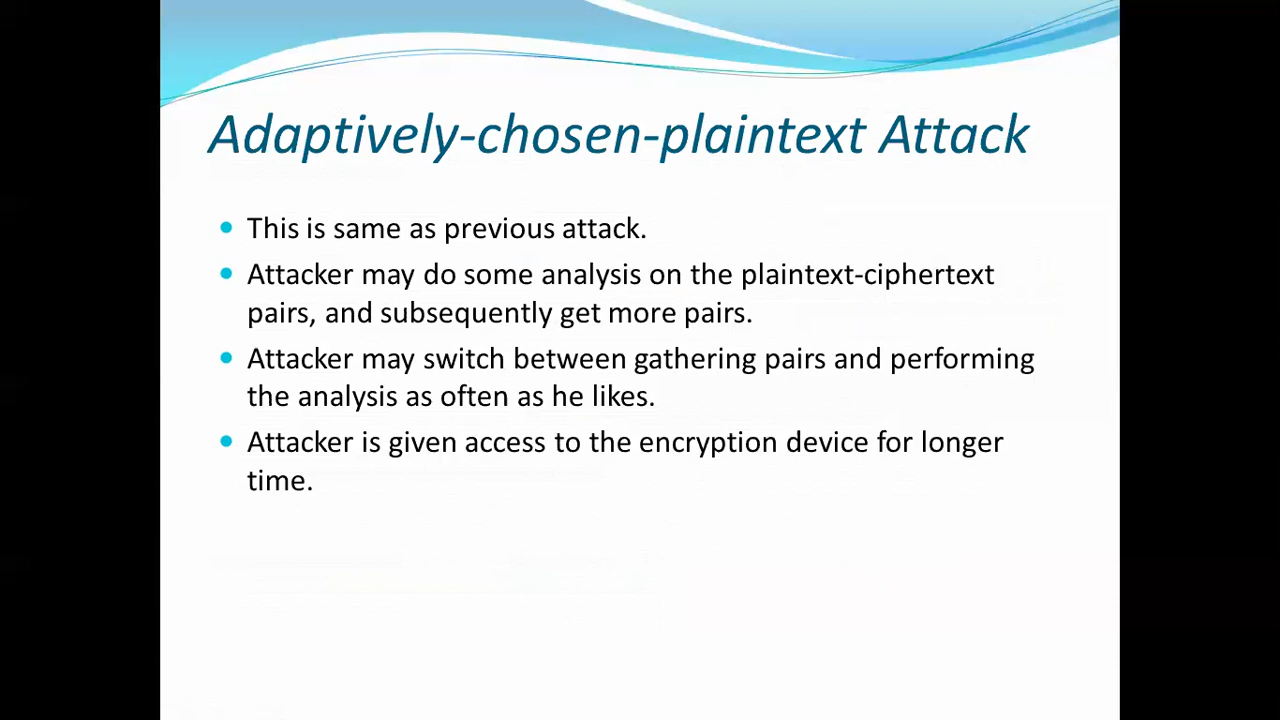 Adaptively-chosen-plaintext Attack
This is same as previous attack.
Attacker may do some analysis on the plaintext-ciphertext
pairs, and subsequently get more pairs.
Attacker may switch between gathering pairs and performing
the analysis as often as he likes.
Attacker is given access to the encryption device for longer
time.